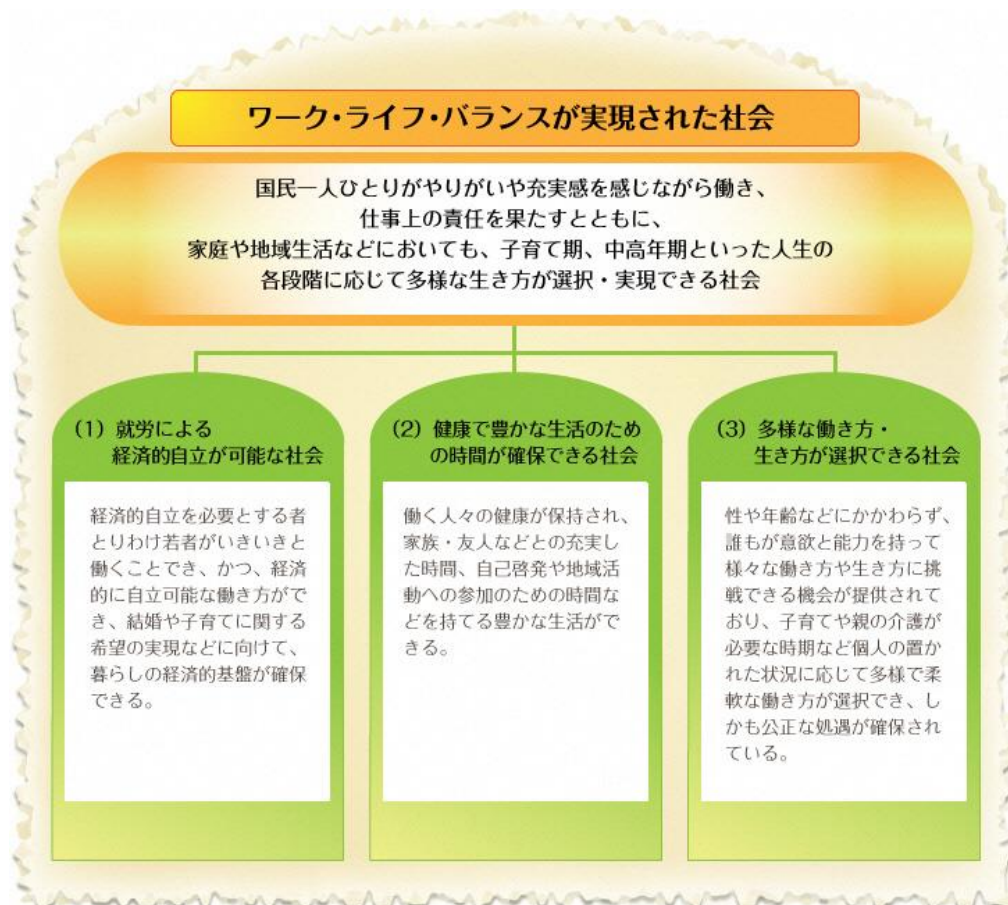 ワーク・ライフ・バランスが実現された社会
国民一人ひとりがやりがいや充実感を感じながら働き、
仕事上の責任を果たすとともに、
家庭や地域生活などにおいても、子育て期、中高年期といった人生の
各段階に応じて多様な生き方が選択・実現できる社会
(1) 就労による
経済的自立が可能な社会
経済的自立を必要とする者
とりわけ若者がいきいきと
働くことでき、かつ、経済
的に自立可能な働き方がで
き、結婚や子育てに関する
希望の実現などに向けて、
暮らしの経済的基盤が確保
できる。
(2) 健康で豊かな生活のため
の時間が確保できる社会
働く人々の健康が保持され、
家族・友人などとの充実し
た時間、自己啓発や地域活
動への参加のための時間な
どを持てる豊かな生活がで
きる。
(3) 多様な働き方・
生き方が選択できる社会
性や年齢などにかかわらず、
誰もが意欲と能力を持って
様々な働き方や生き方に挑
戦できる機会が提供されて
おり、子育てや親の介護が
必要な時期など個人の置か
れた状況に応じて多様で柔
軟な働き方が選択でき、し
かも公正な処遇が確保され
ている。